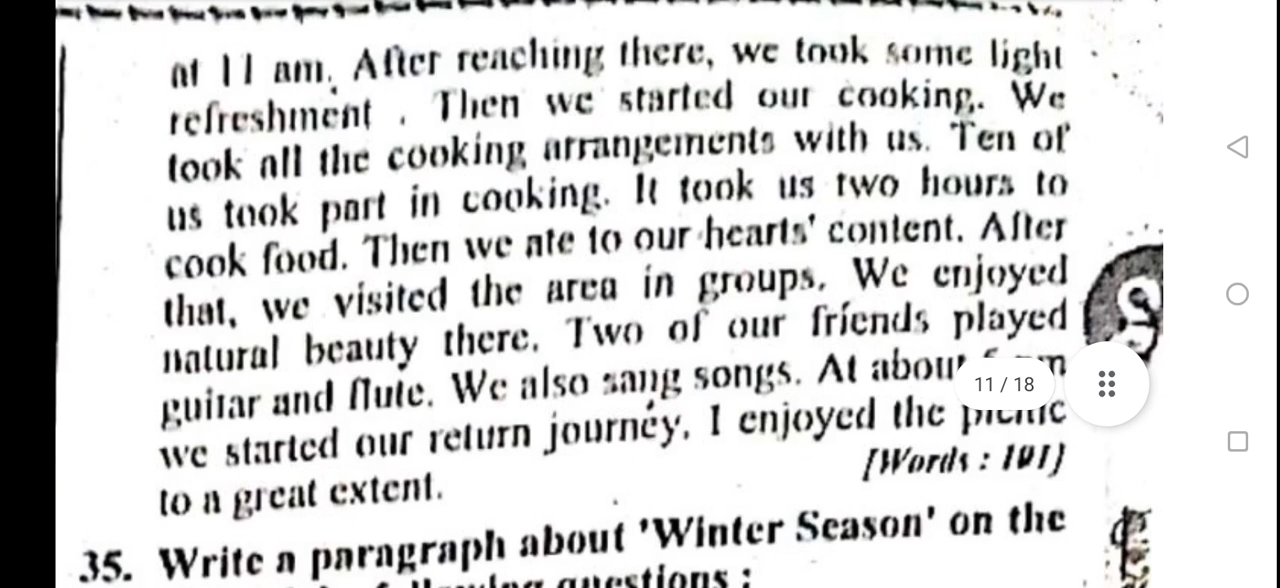 at 11 am. After reaching there, we took some light
refreshment . Then we started our cooking. We
took all the cooking arrangements with us. Ten of
us took part in cooking. It took us two hours to
cook food. Then we ate to our hearts' content. After
that, we visited the area in groups. We enjoyed
natural beauty there. Two of our friends played
guitar and flute. We also sang songs. At about
11 / 18
we started our return journey. I enjoyed the picnic
to a great extent.
[Words : 101]
35. Write a paragraph about 'Winter Season' on the
questions :